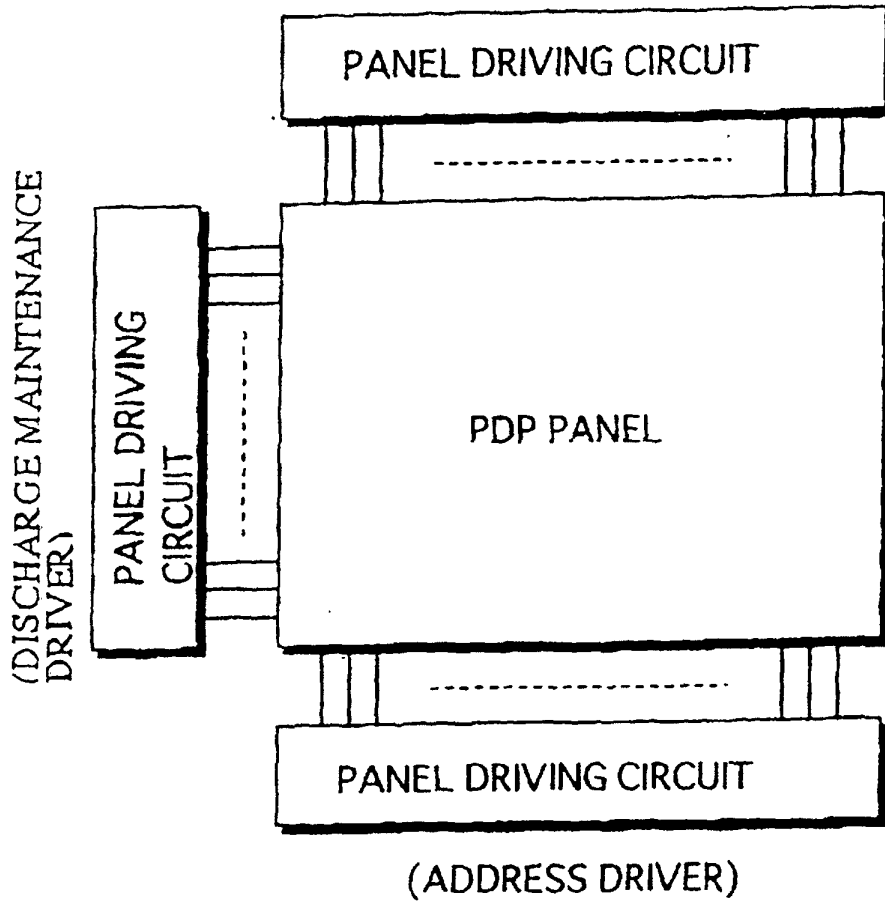 PANEL DRIVING CIRCUIT
(DISCHARGE MAINTENANCE
DRIVER)
PANEL DRIVING
CIRCUIT
PDP PANEL
PANEL DRIVING CIRCUIT
(ADDRESS DRIVER)